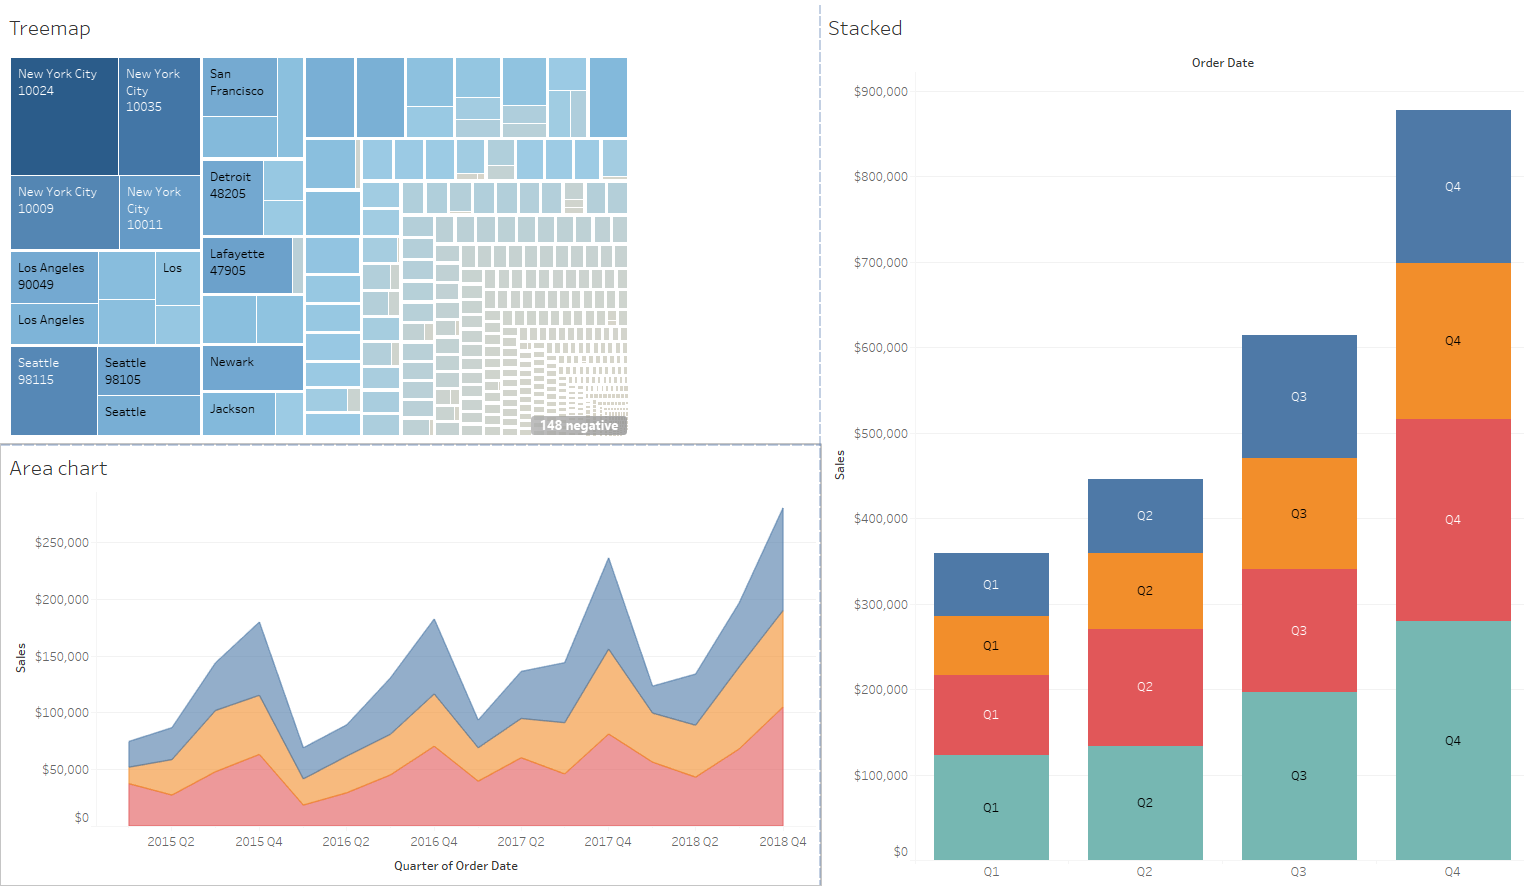 Treemap
New York City
10024
New York
City
10035
New York City
10009
New York
City
10011
Los Angeles
90049
Los
Los Angeles
Seattle
98115
Seattle
98105
Seattle
San
Francisco
Detroit
48205
Lafayette
47905
Newark
Jackson
148 negative
Area chart
Sales
$250,000
$200,000
$150,000
$100,000
$50,000
$0
2015 Q2
2015 Q4
2016 Q2
2016 Q4
2017 Q2
2017 Q4
2018 Q2
2018 Q4
Quarter of Order Date
Stacked
Order Date
Sales
$900,000
$800,000
$700,000
$600,000
$500,000
$400,000
$300,000
$200,000
$100,000
$0
Q1
Q1
Q1
Q1
Q2
Q2
Q2
Q2
Q3
Q3
Q3
Q3
Q4
Q4
Q4
Q4
Q1
Q2
Q3
Q4